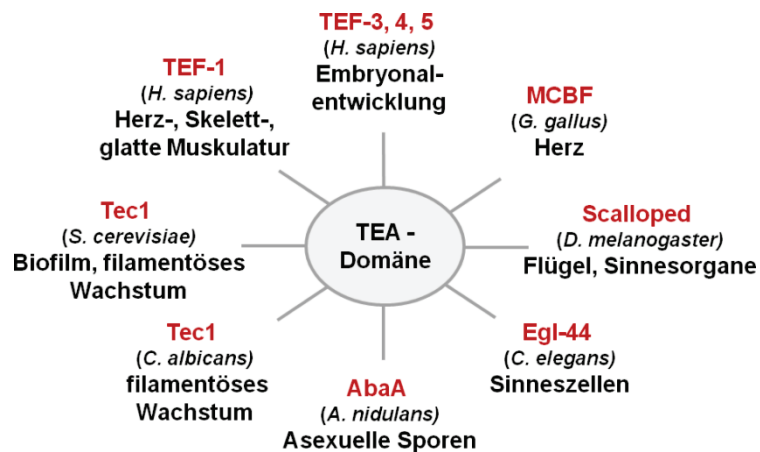 TEF-3, 4, 5
(H. sapiens)
Embryonal-
entwicklung
MCBF
(G. gallus)
Herz
Scalloped
(D. melanogaster)
Flügel, Sinnesorgane
Egl-44
(C. elegans)
Sinneszellen
AbaA
(A. nidulans)
Asexuelle Sporen
Tec1
(C. albicans)
filamentöses
Wachstum
Tec1
(S. cerevisiae)
Biofilm, filamentöses
Wachstum
TEF-1
(H. sapiens)
Herz-, Skelett-,
glatte Muskulatur
TEA -
Domäne